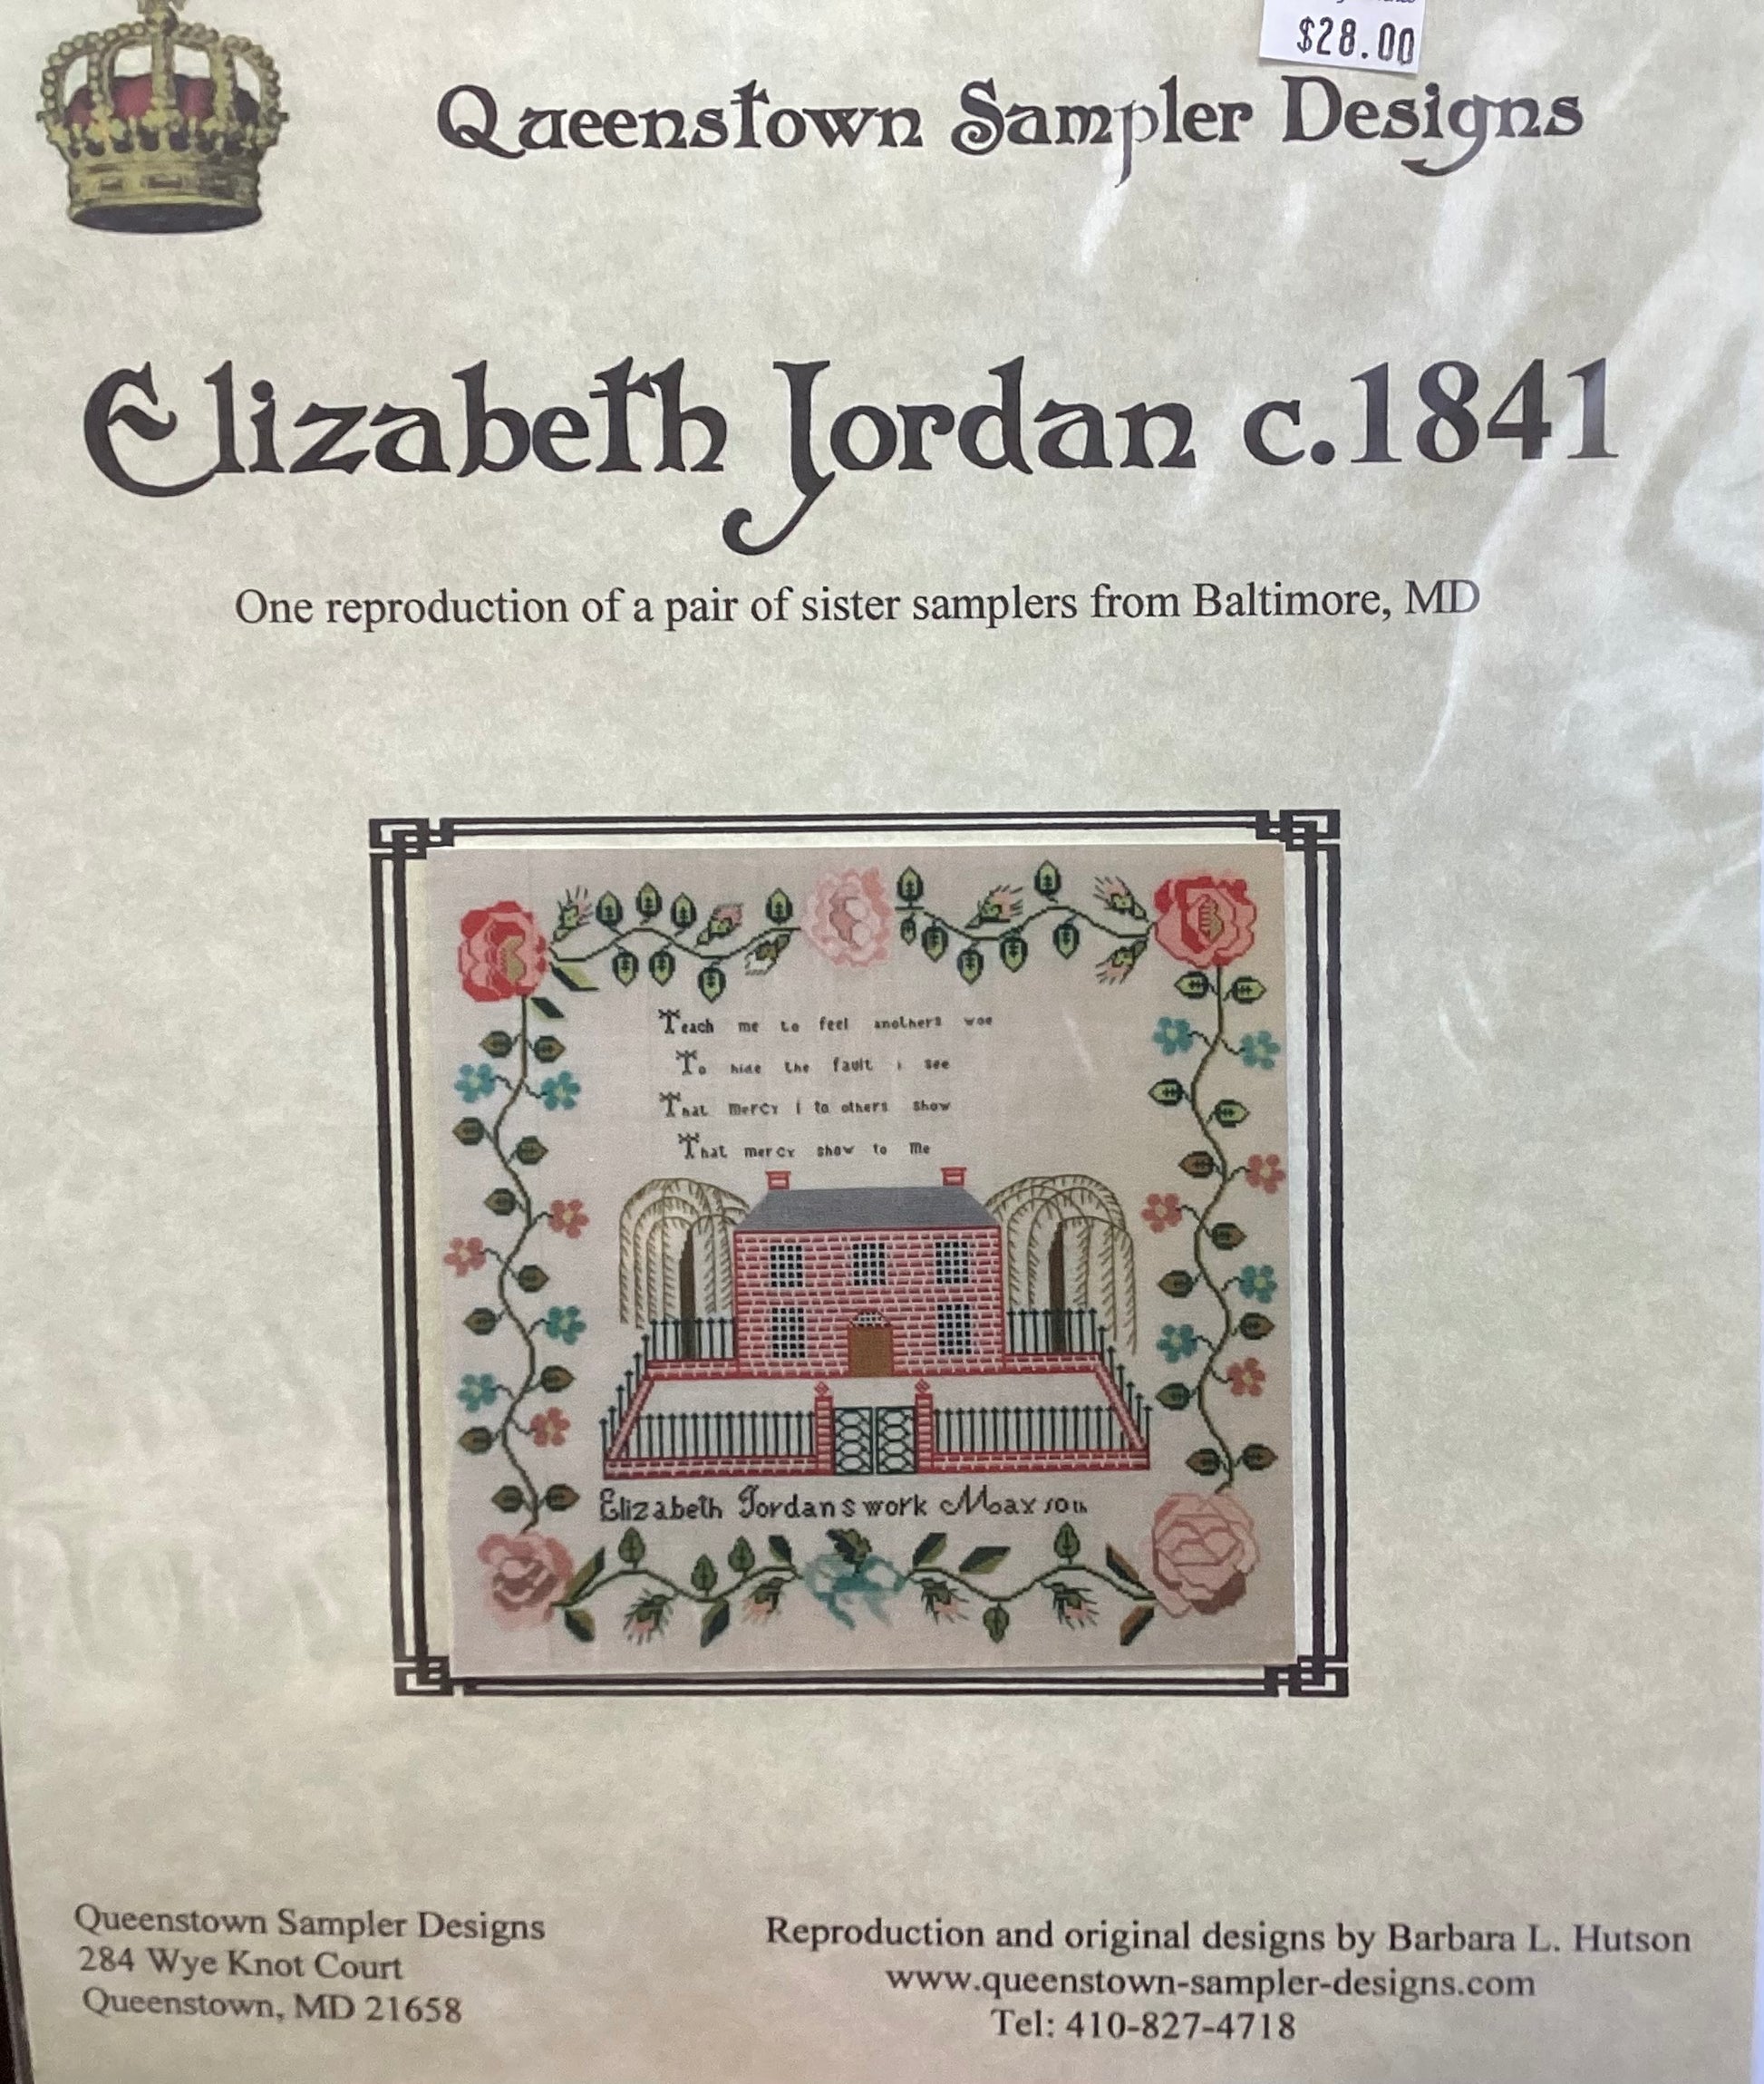 $28.00
Queenstown Sampler Designs
Elizabeth Jordan c.1841
One reproduction of a pair of sister samplers from Baltimore, MD
Teach me to feel anothers woe
To hide the fault i see
That mercy I to others show
That mercy show to me
Elizabeth Jordans work
Queenstown Sampler Designs
284 Wye Knot Court
Queenstown, MD 21658
Reproduction and original designs by Barbara L. Hutson
www.queenstown-sampler-designs.com
Tel: 410-827-4718